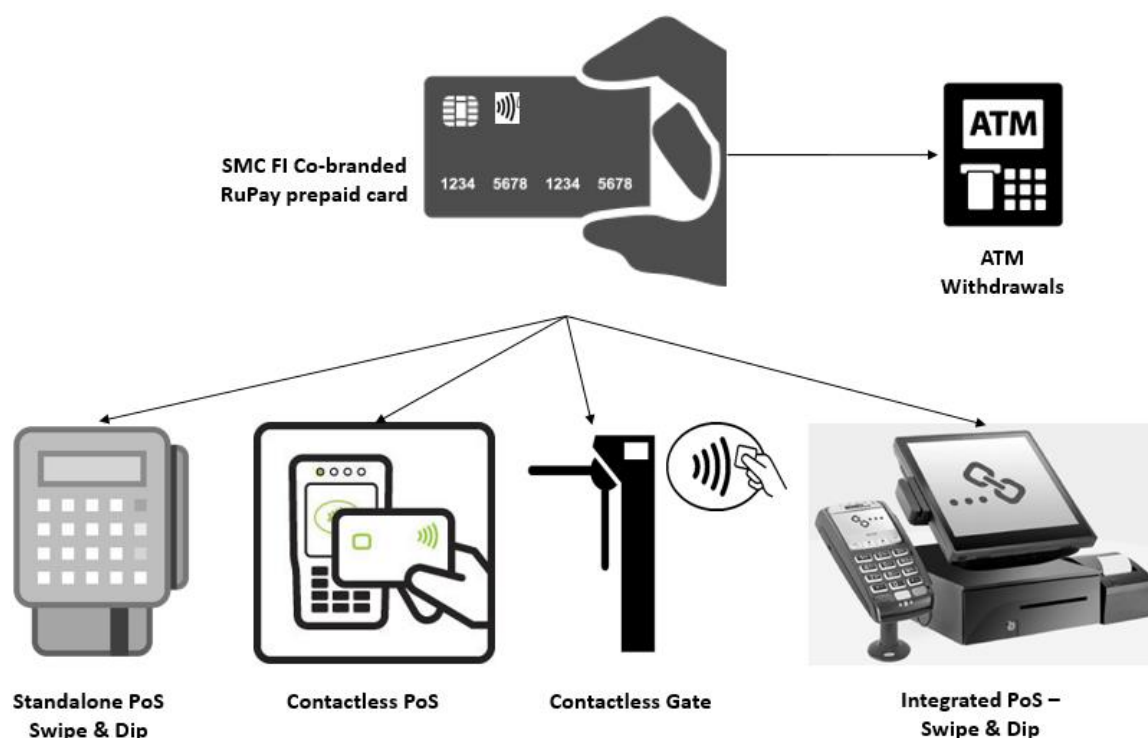 SMC FI Co-branded
RuPay prepaid card
1234 5678 1234 5678
ATM
ATM
Withdrawals
Standalone PoS
Swipe & Dip
Contactless PoS
Contactless Gate
Integrated PoS –
Swipe & Dip